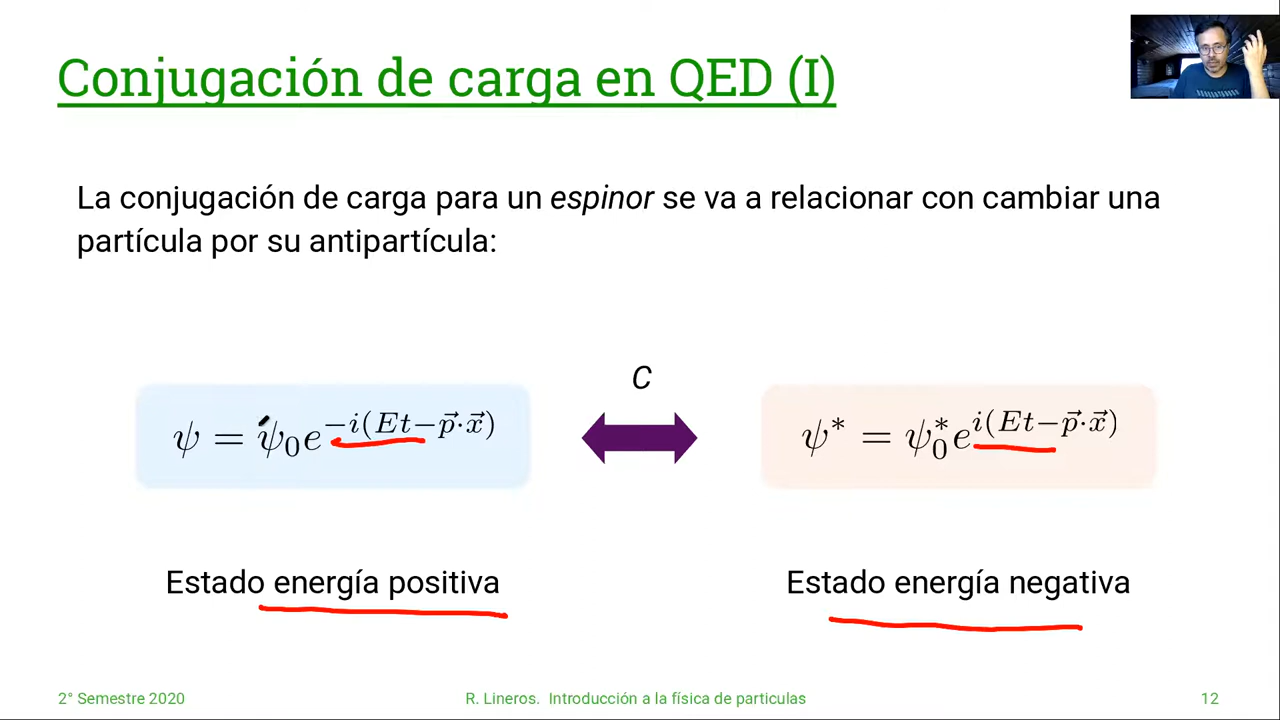 Conjugación de carga en QED (I)
La conjugación de carga para un espinor se va a relacionar con cambiar una
partícula por su antipartícula:
C
ψ = ψ₀e^{−i(Et−p⃗·x⃗)}
ψ* = ψ₀*e^{i(Et−p⃗·x⃗)}
Estado energía positiva
Estado energía negativa
2° Semestre 2020
R. Lineros. Introducción a la física de particulas
12